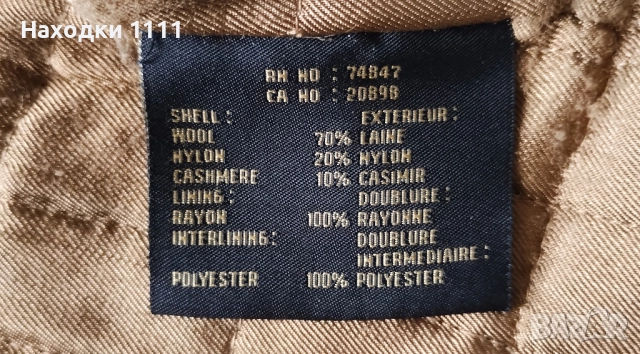 Находки 1111
RN NO : 74847
CA NO : 20898
SHELL : EXTERIEUR :
WOOL 70% LAINE
NYLON 20% NYLON
CASHMERE 10% CASIMIR
LINING : DOUBLURE :
RAYON 100% RAYONNE
INTERLINING: DOUBLURE
INTERMEDIAIRE :
POLYESTER 100% POLYESTER
BAZAR